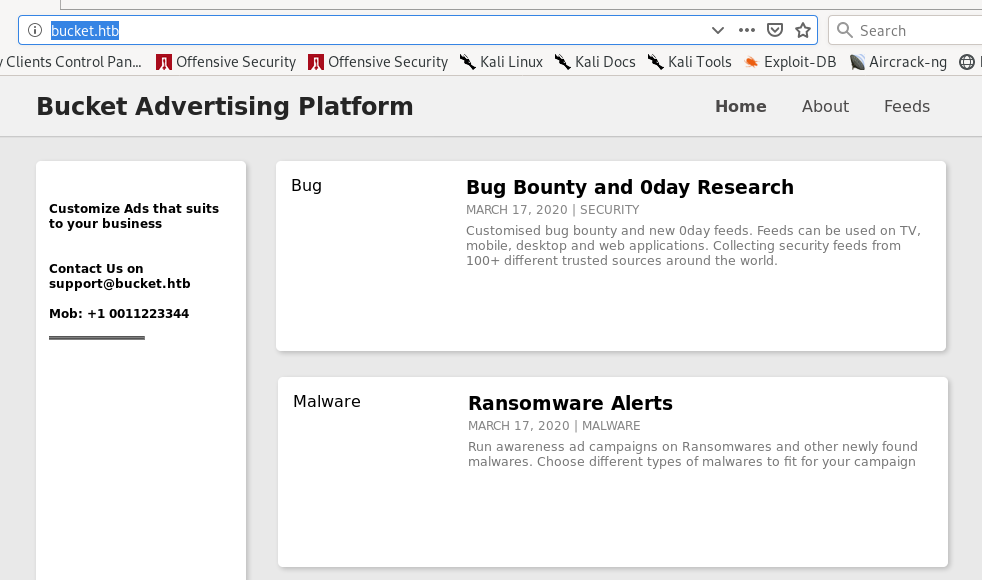 bucket.htb
Search
y Clients Control Pan... Offensive Security Offensive Security Kali Linux Kali Docs Kali Tools Exploit-DB Aircrack-ng
Bucket Advertising Platform
Home About Feeds
Customize Ads that suits
to your business
Contact Us on
support@bucket.htb
Mob: +1 0011223344
Bug
Bug Bounty and 0day Research
MARCH 17, 2020 | SECURITY
Customised bug bounty and new 0day feeds. Feeds can be used on TV,
mobile, desktop and web applications. Collecting security feeds from
100+ different trusted sources around the world.
Malware
Ransomware Alerts
MARCH 17, 2020 | MALWARE
Run awareness ad campaigns on Ransomwares and other newly found
malwares. Choose different types of malwares to fit for your campaign